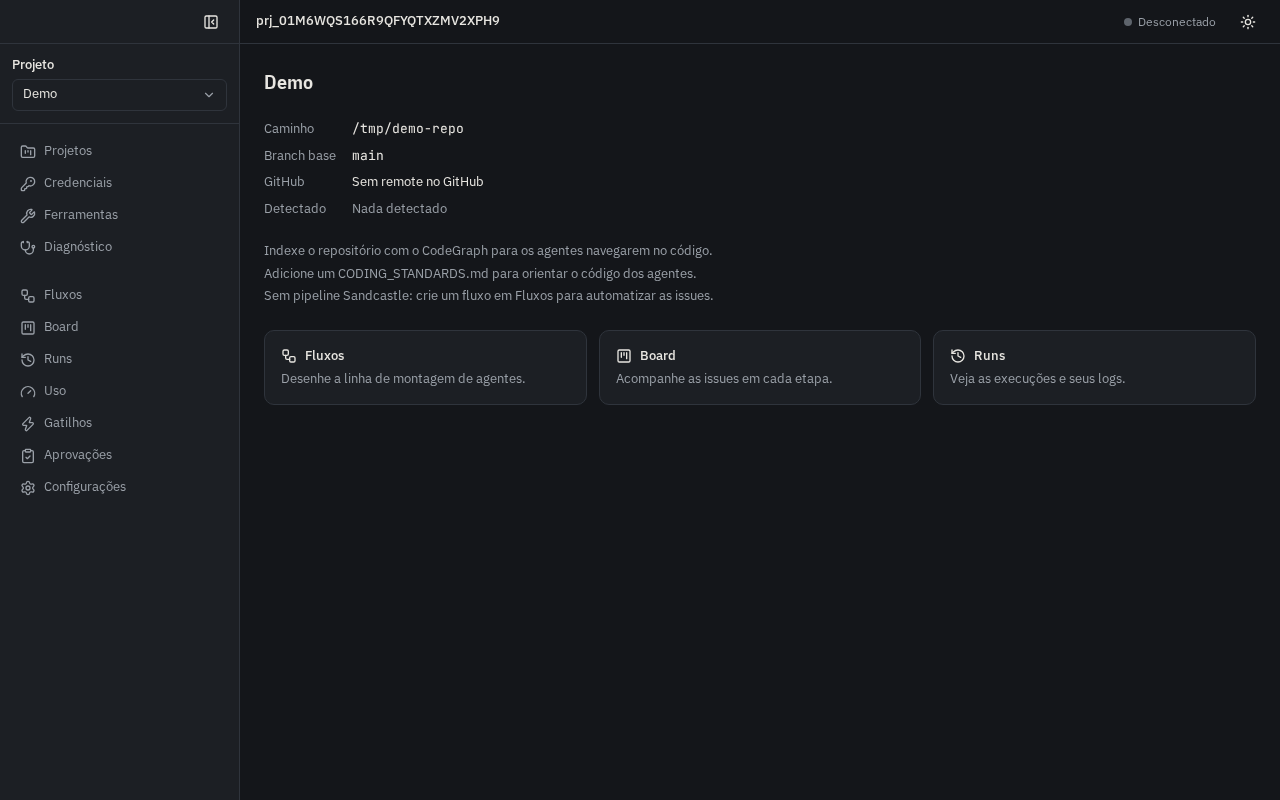 prj_01M6WQS166R9QFYQTXZMV2XPH9
Desconectado
Projeto
Demo
Projetos
Credenciais
Ferramentas
Diagnóstico
Fluxos
Board
Runs
Uso
Gatilhos
Aprovações
Configurações
Demo
Caminho /tmp/demo-repo
Branch base main
GitHub Sem remote no GitHub
Detectado Nada detectado
Indexe o repositório com o CodeGraph para os agentes navegarem no código.
Adicione um CODING_STANDARDS.md para orientar o código dos agentes.
Sem pipeline Sandcastle: crie um fluxo em Fluxos para automatizar as issues.
Fluxos
Desenhe a linha de montagem de agentes.
Board
Acompanhe as issues em cada etapa.
Runs
Veja as execuções e seus logs.